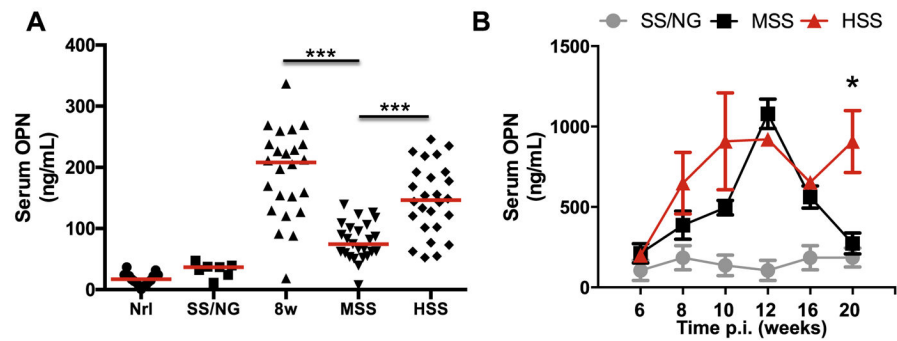 A
Serum OPN
(ng/mL)
400
300
200
100
0
***
***
Nrl SS/NG 8w MSS HSS
B
SS/NG MSS HSS
Serum OPN
(ng/mL)
1500
1000
500
0
*
6 8 10 12 16 20
Time p.i. (weeks)